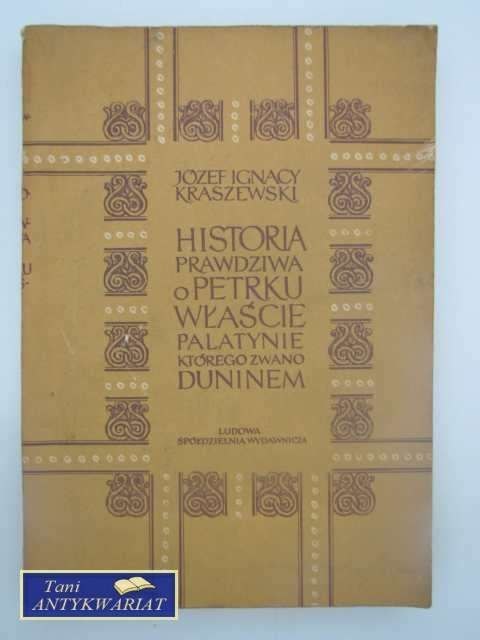 JÓZEF IGNACY
KRASZEWSKI
HISTORIA
PRAWDZIWA
o PETRKU
WŁAŚCIE
PALATYNIE
KTÓREGO ZWANO
DUNINEM
LUDOWA
SPÓŁDZIELNIA WYDAWNICZA
Tani
ANTYKWARIAT